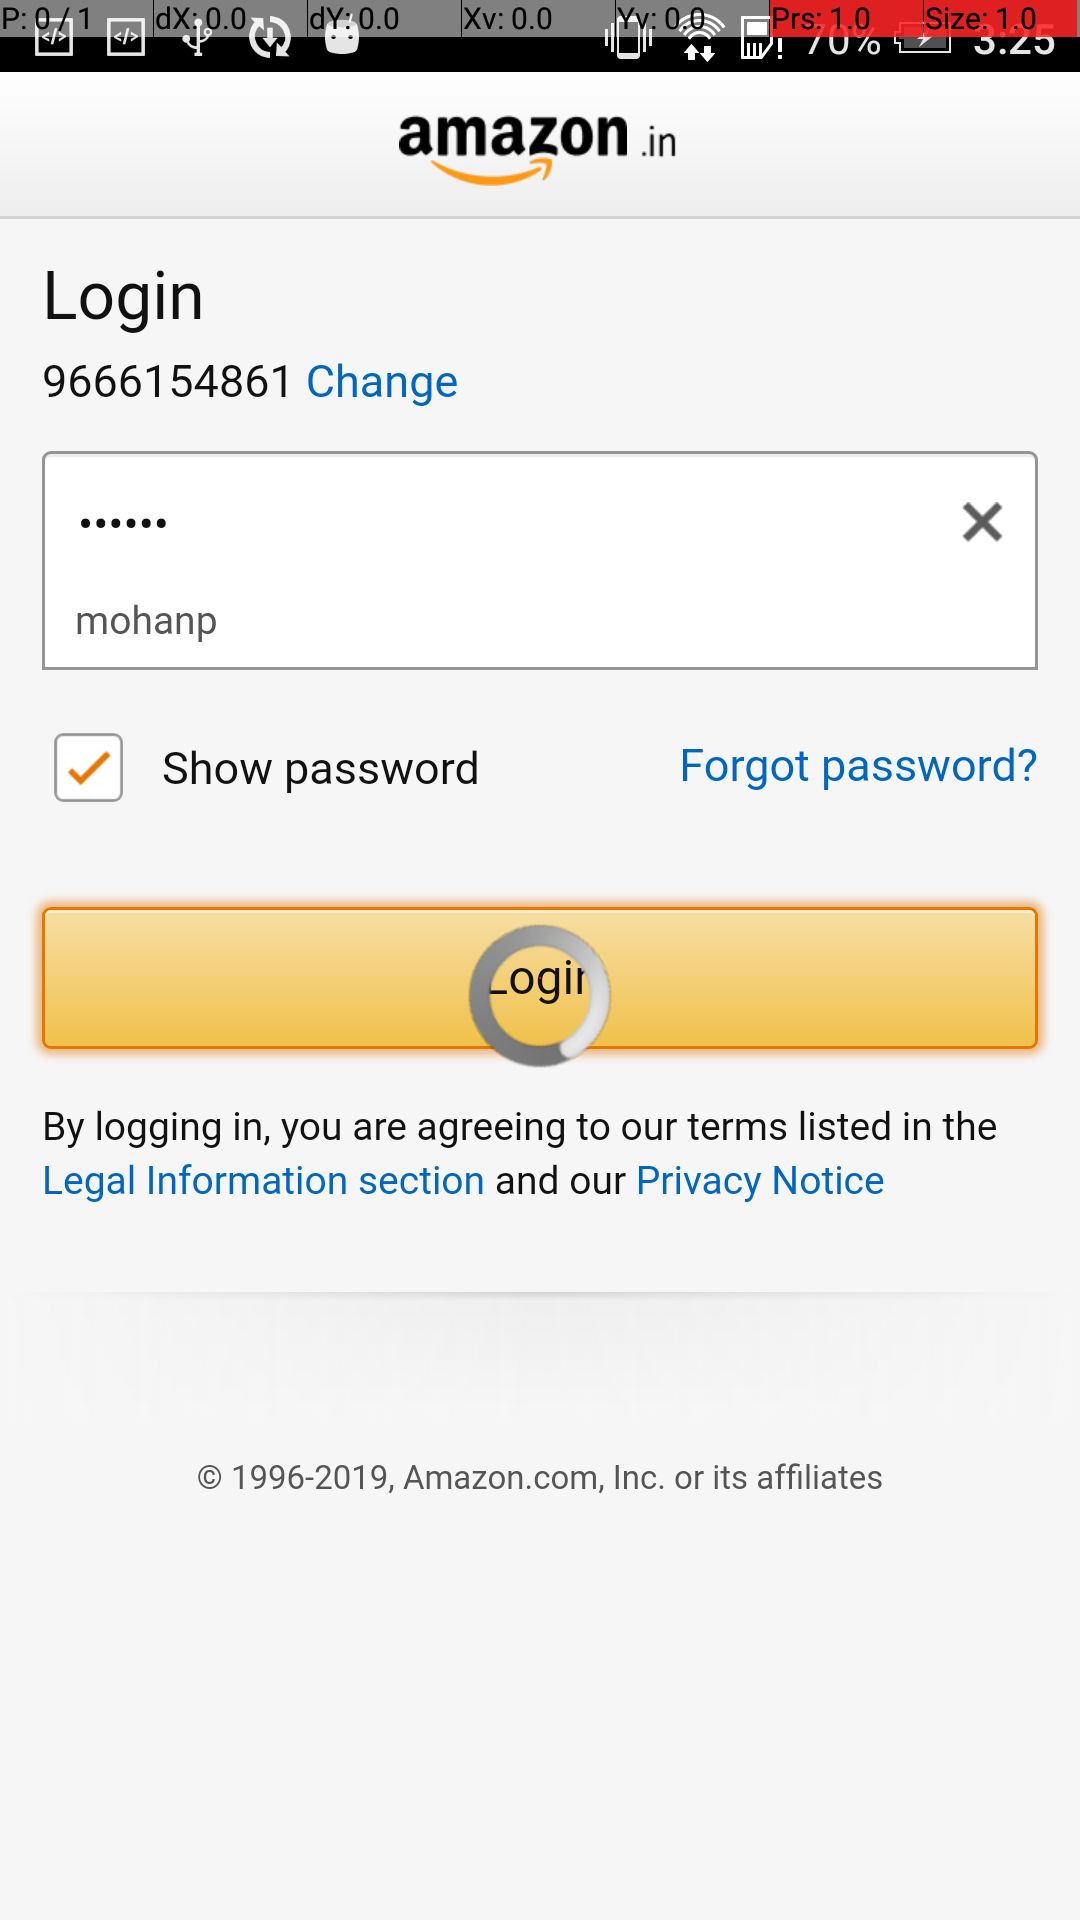 P: 0 / 1 dX: 0.0 dY: 0.0 Xv: 0.0 Yv: 0.0 Prs: 1.0 Size: 1.0
70% 3:25
amazon.in
Login
9666154861 Change
••••••
mohanp
Show password Forgot password?
Login
By logging in, you are agreeing to our terms listed in the
Legal Information section and our Privacy Notice
© 1996-2019, Amazon.com, Inc. or its affiliates